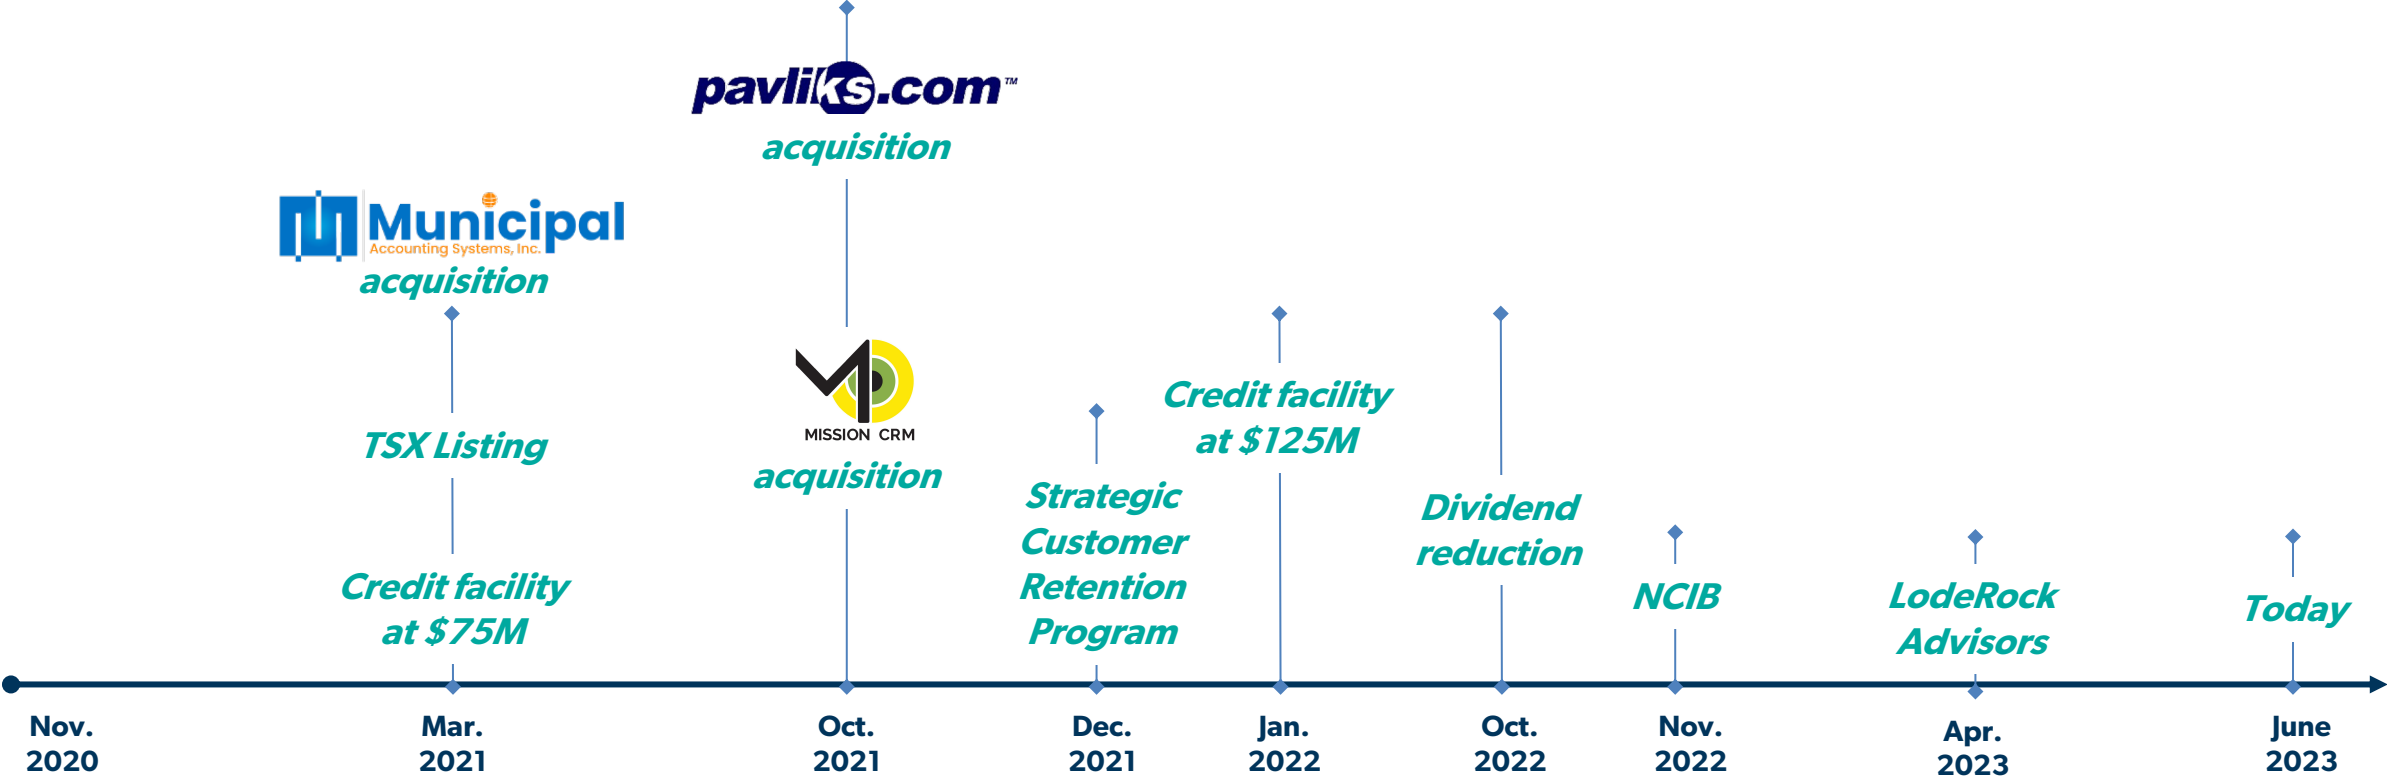 pavliks.com™
acquisition
Municipal
Accounting Systems, Inc.
acquisition
TSX Listing
Credit facility
at $75M
MISSION CRM
acquisition
Strategic
Customer
Retention
Program
Credit facility
at $125M
Dividend
reduction
NCIB
LodeRock
Advisors
Today
Nov.
2020
Mar.
2021
Oct.
2021
Dec.
2021
Jan.
2022
Oct.
2022
Nov.
2022
Apr.
2023
June
2023